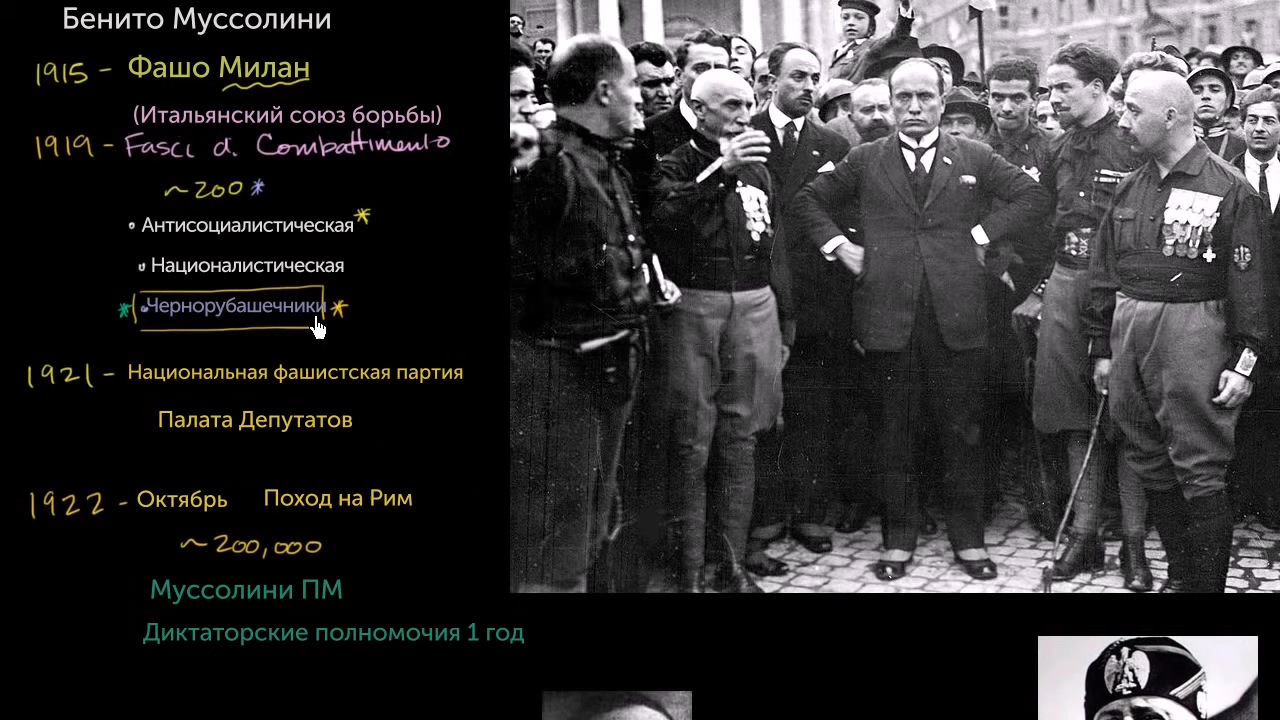 Бенито Муссолини
1915 - Фашо Милан
(Итальянский союз борьбы)
1919 - Fasci di Combattimento
~200 *
• Антисоциалистическая *
• Националистическая
* • Чернорубашечники *
1921 - Национальная фашистская партия
Палата Депутатов
1922 - Октябрь Поход на Рим
~200,000
Муссолини ПМ
Диктаторские полномочия 1 год